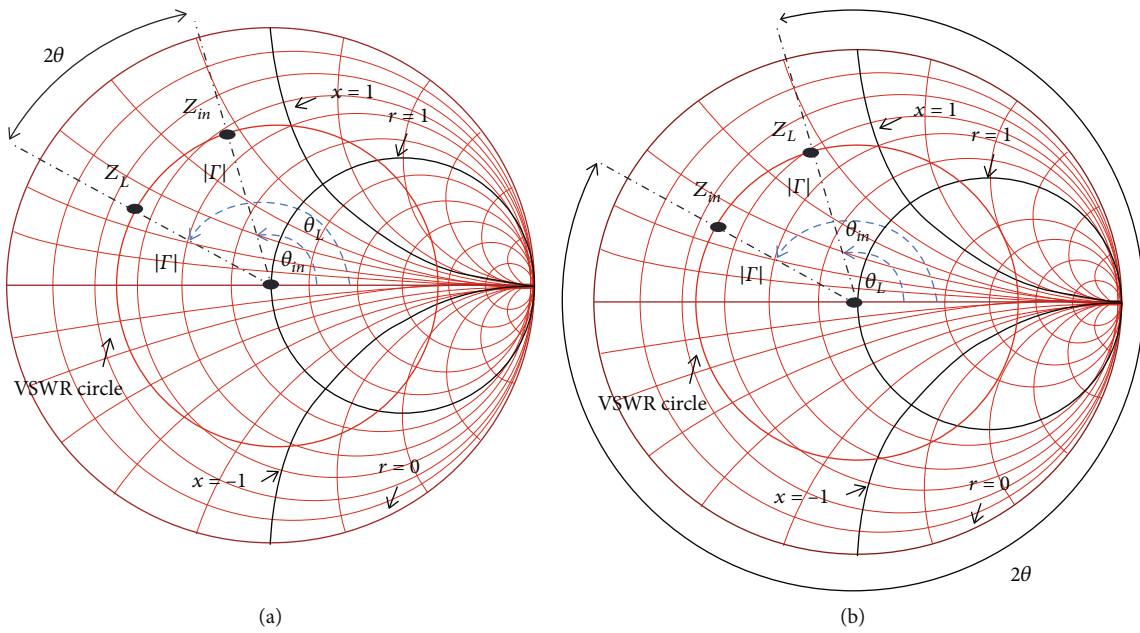 2θ
Z_in
x = 1
r = 1
Z_L
|Γ|
θ_L
|Γ|
θ_in
VSWR circle
x = −1
r = 0
(a)
x = 1
Z_L
r = 1
|Γ|
Z_in
θ_in
|Γ|
θ_L
VSWR circle
x = −1
r = 0
2θ
(b)